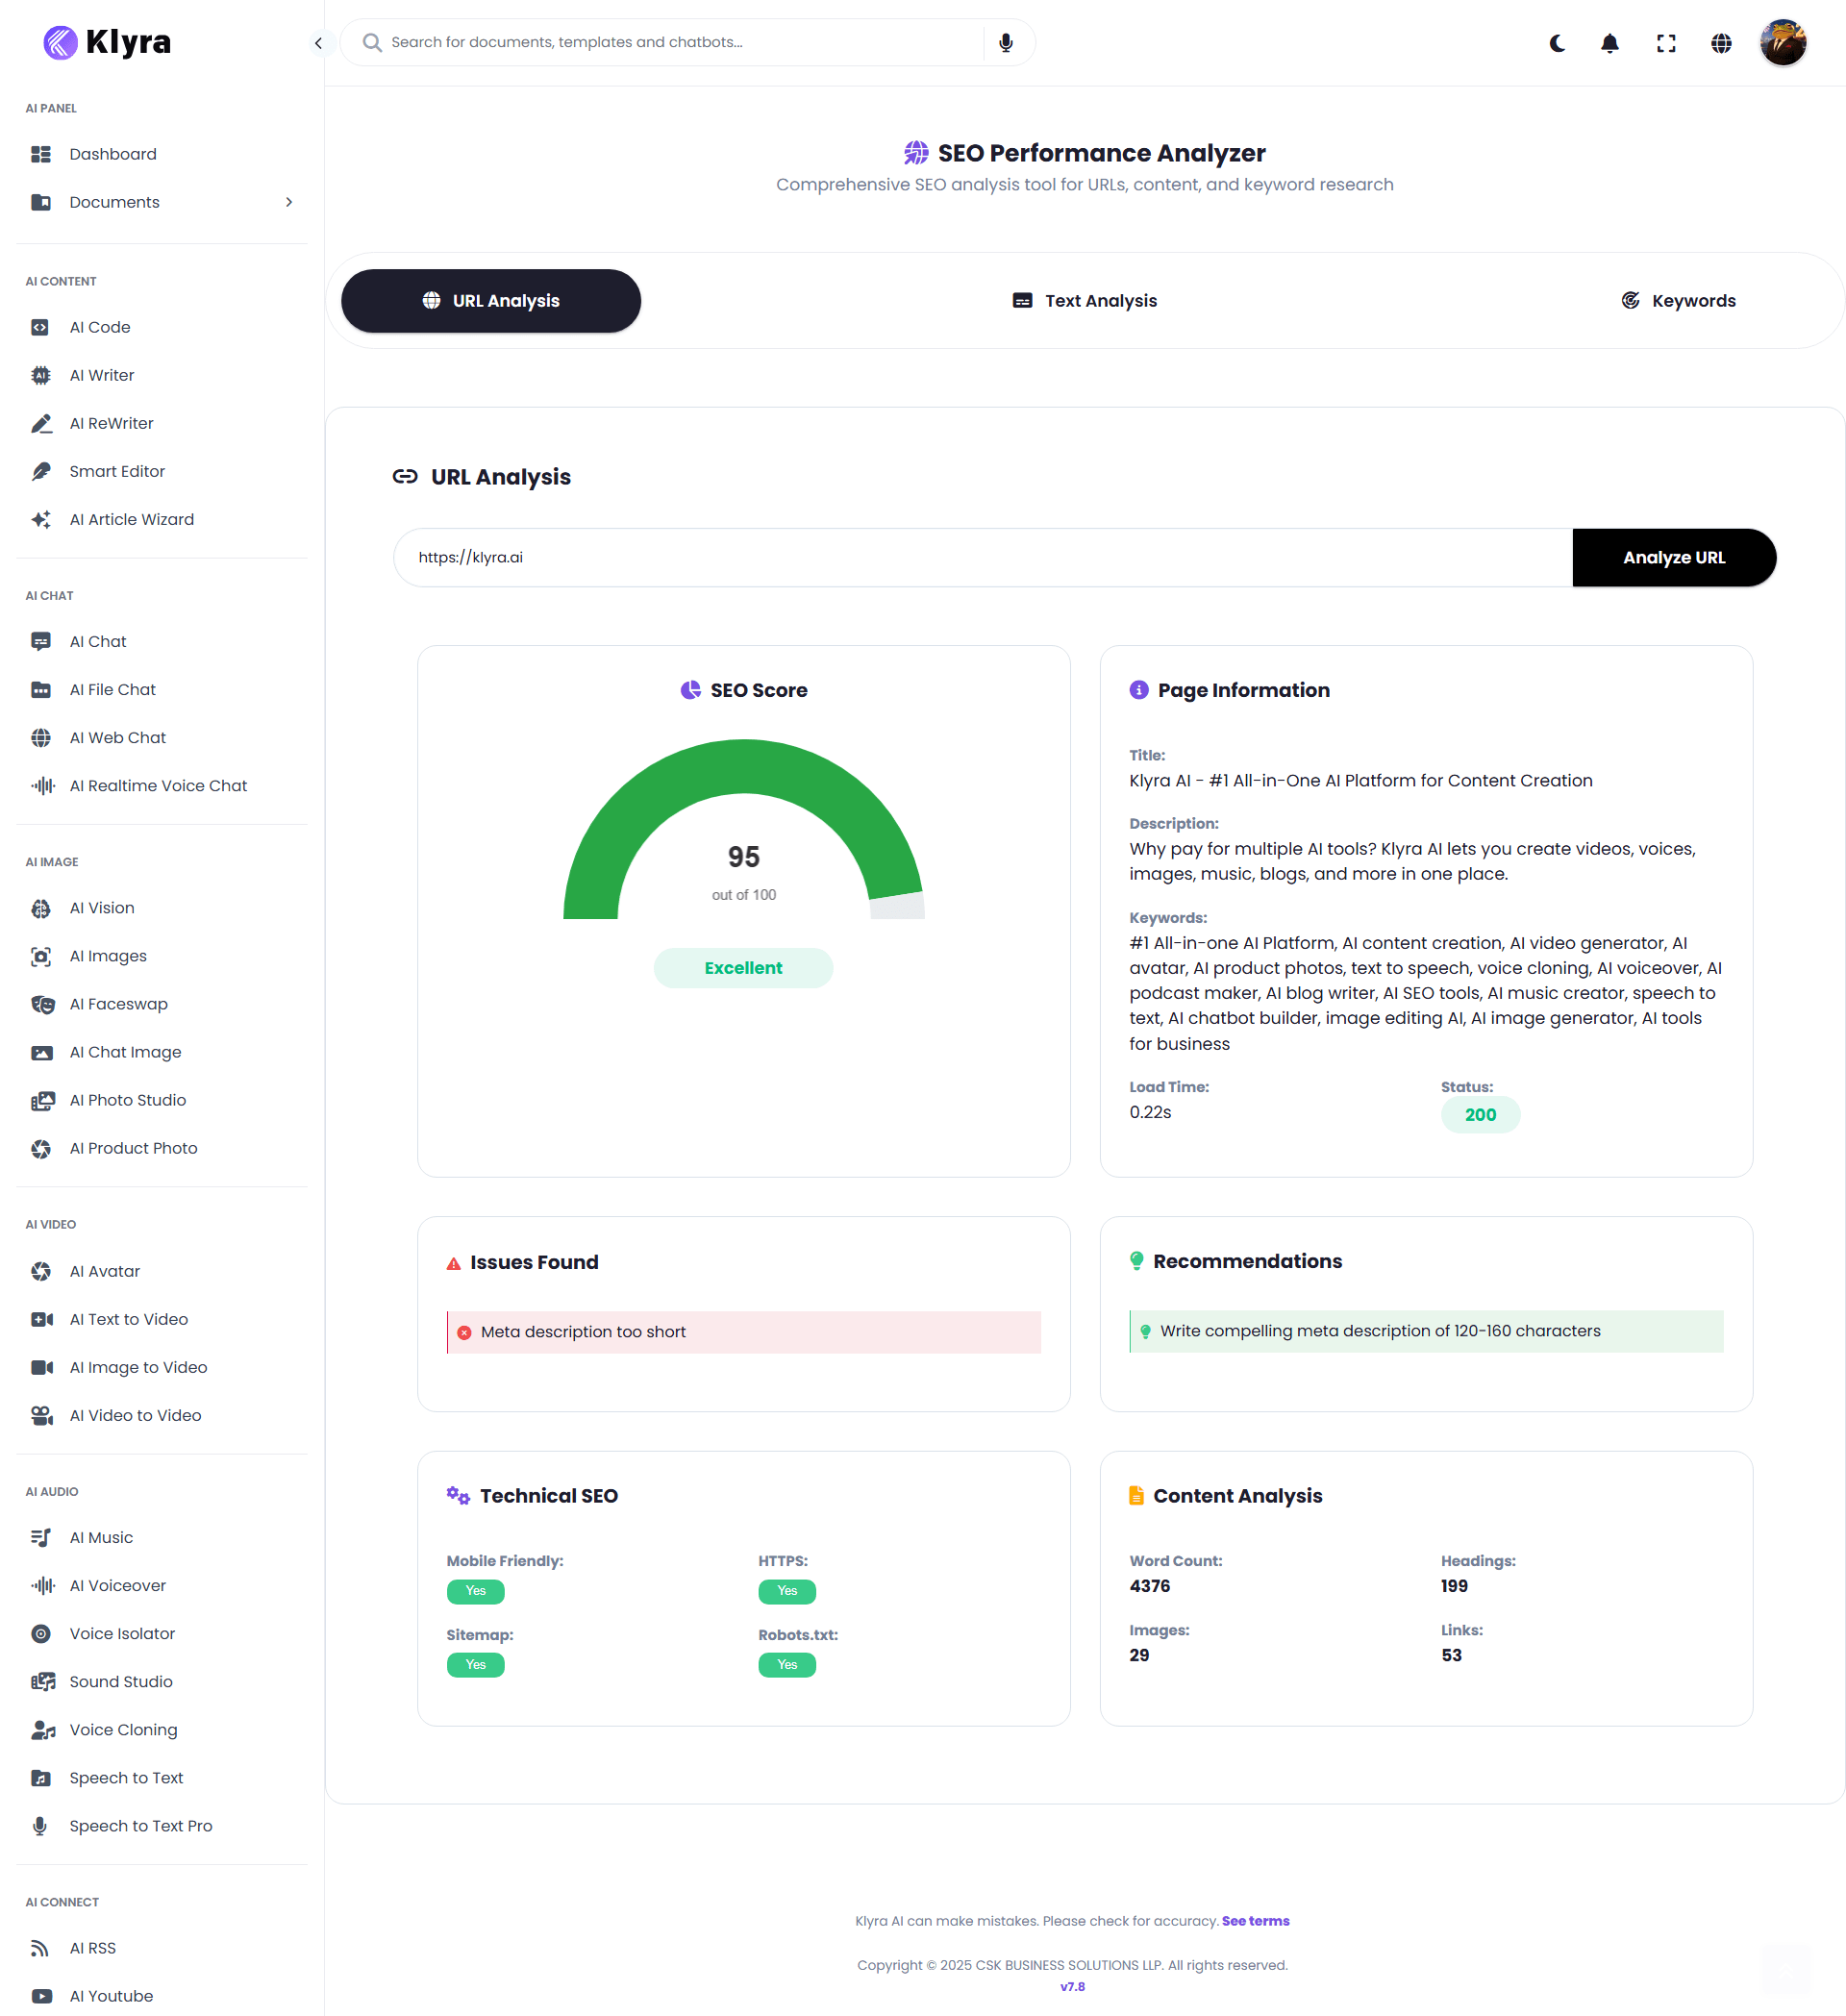 Klyra
Search for documents, templates and chatbots...
AI PANEL
Dashboard
Documents
AI CONTENT
AI Code
AI Writer
AI ReWriter
Smart Editor
AI Article Wizard
AI CHAT
AI Chat
AI File Chat
AI Web Chat
AI Realtime Voice Chat
AI IMAGE
AI Vision
AI Images
AI Faceswap
AI Chat Image
AI Photo Studio
AI Product Photo
AI VIDEO
AI Avatar
AI Text to Video
AI Image to Video
AI Video to Video
AI AUDIO
AI Music
AI Voiceover
Voice Isolator
Sound Studio
Voice Cloning
Speech to Text
Speech to Text Pro
AI CONNECT
AI RSS
AI Youtube
SEO Performance Analyzer
Comprehensive SEO analysis tool for URLs, content, and keyword research
URL Analysis
Text Analysis
Keywords
URL Analysis
https://klyra.ai
Analyze URL
SEO Score
95
out of 100
Excellent
Page Information
Title:
Klyra AI - #1 All-in-One AI Platform for Content Creation
Description:
Why pay for multiple AI tools? Klyra AI lets you create videos, voices,
images, music, blogs, and more in one place.
Keywords:
#1 All-in-one AI Platform, AI content creation, AI video generator, AI
avatar, AI product photos, text to speech, voice cloning, AI voiceover, AI
podcast maker, AI blog writer, AI SEO tools, AI music creator, speech to
text, AI chatbot builder, image editing AI, AI image generator, AI tools
for business
Load Time:
0.22s
Status:
200
Issues Found
Meta description too short
Recommendations
Write compelling meta description of 120-160 characters
Technical SEO
Mobile Friendly:
Yes
HTTPS:
Yes
Sitemap:
Yes
Robots.txt:
Yes
Content Analysis
Word Count:
4376
Headings:
199
Images:
29
Links:
53
Klyra AI can make mistakes. Please check for accuracy. See terms
Copyright © 2025 CSK BUSINESS SOLUTIONS LLP. All rights reserved.
v7.8